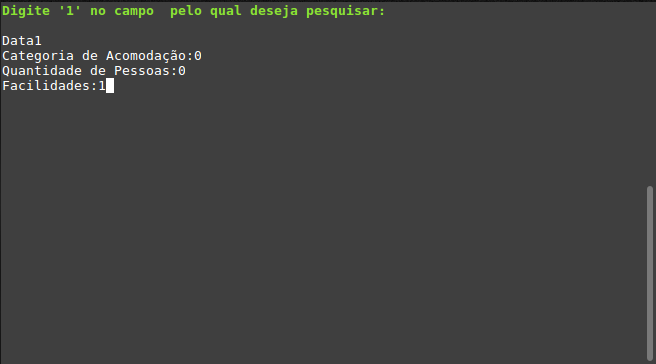 Digite '1' no campo  pelo qual deseja pesquisar:
Data1
Categoria de Acomodação:0
Quantidade de Pessoas:0
Facilidades:1